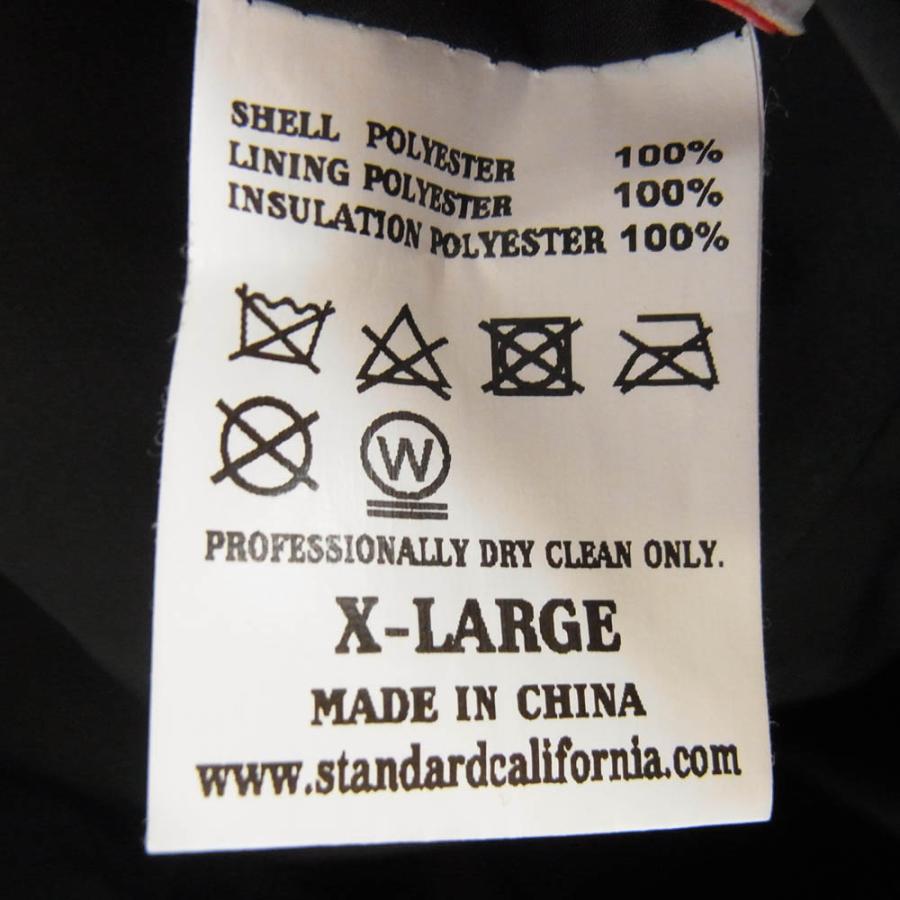 SHELL POLYESTER 100%
LINING POLYESTER 100%
INSULATION POLYESTER 100%
W
PROFESSIONALLY DRY CLEAN ONLY.
X-LARGE
MADE IN CHINA
www.standardcalifornia.com